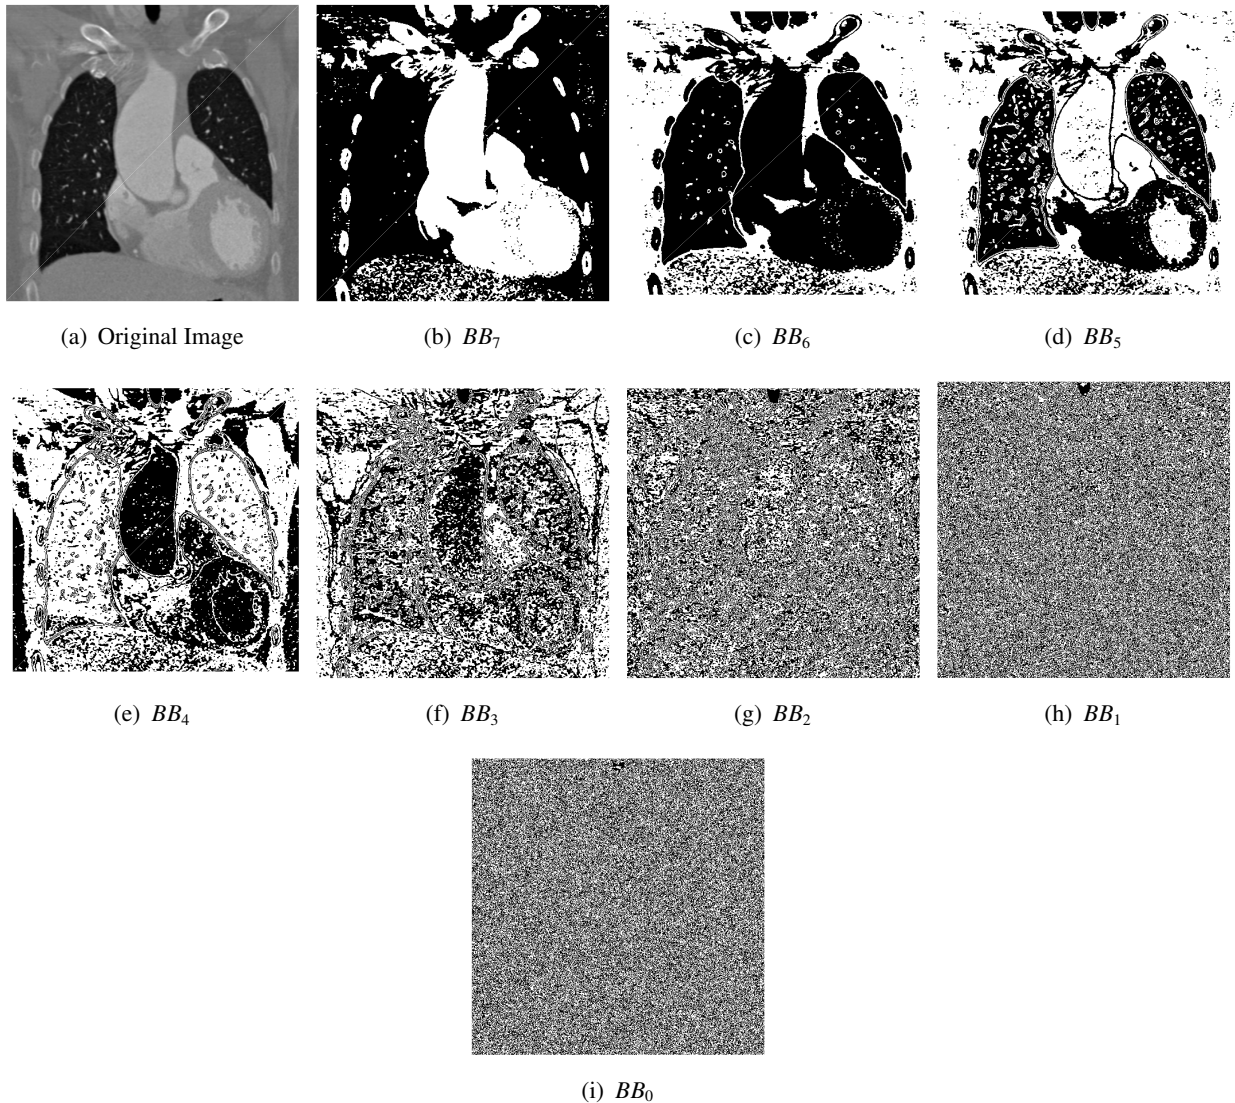 (a) Original Image
(b) BB₇
(c) BB₆
(d) BB₅
(e) BB₄
(f) BB₃
(g) BB₂
(h) BB₁
(i) BB₀